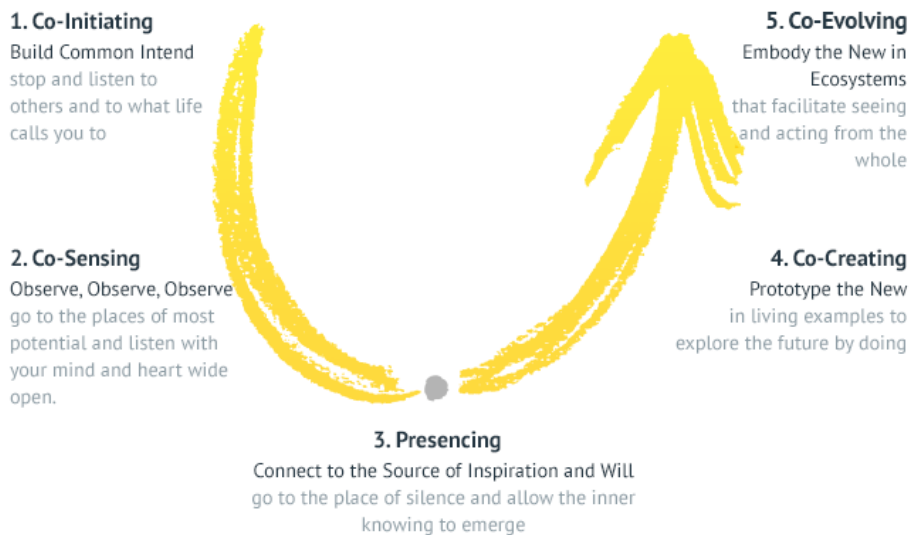 1. Co-Initiating
Build Common Intend
stop and listen to
others and to what life
calls you to
2. Co-Sensing
Observe, Observe, Observe
go to the places of most
potential and listen with
your mind and heart wide
open.
3. Presencing
Connect to the Source of Inspiration and Will
go to the place of silence and allow the inner
knowing to emerge
4. Co-Creating
Prototype the New
in living examples to
explore the future by doing
5. Co-Evolving
Embody the New in
Ecosystems
that facilitate seeing
and acting from the
whole